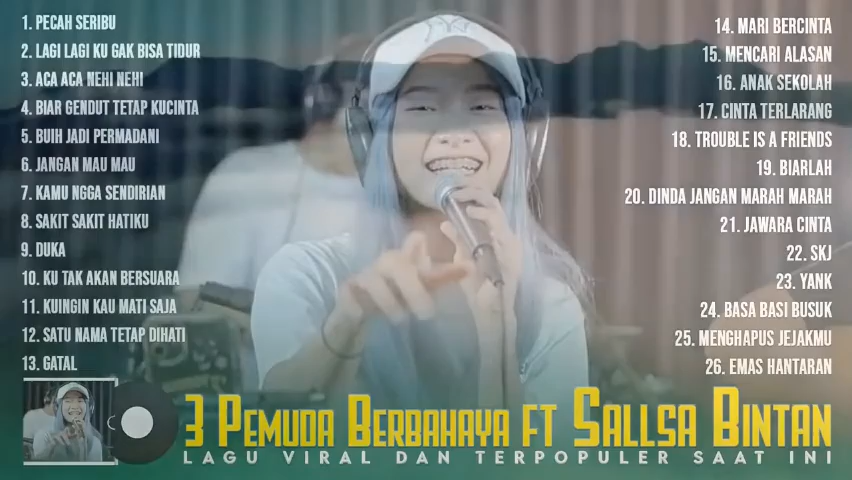 1. PECAH SERIBU
2. LAGI LAGI KU GAK BISA TIDUR
3. ACA ACA NEHI NEHI
4. BIAR GENDUT TETAP KUCINTA
5. BUIH JADI PERMADANI
6. JANGAN MAU MAU
7. KAMU NGGA SENDIRIAN
8. SAKIT SAKIT HATIKU
9. DUKA
10. KU TAK AKAN BERSUARA
11. KUINGIN KAU MATI SAJA
12. SATU NAMA TETAP DIHATI
13. GATAL
14. MARI BERCINTA
15. MENCARI ALASAN
16. ANAK SEKOLAH
17. CINTA TERLARANG
18. TROUBLE IS A FRIENDS
19. BIARLAH
20. DINDA JANGAN MARAH MARAH
21. JAWARA CINTA
22. SKJ
23. YANK
24. BASA BASI BUSUK
25. MENGHAPUS JEJAKMU
26. EMAS HANTARAN
3 PEMUDA BERBAHAYA FT SALLSA BINTAN
LAGU VIRAL DAN TERPOPULER SAAT INI